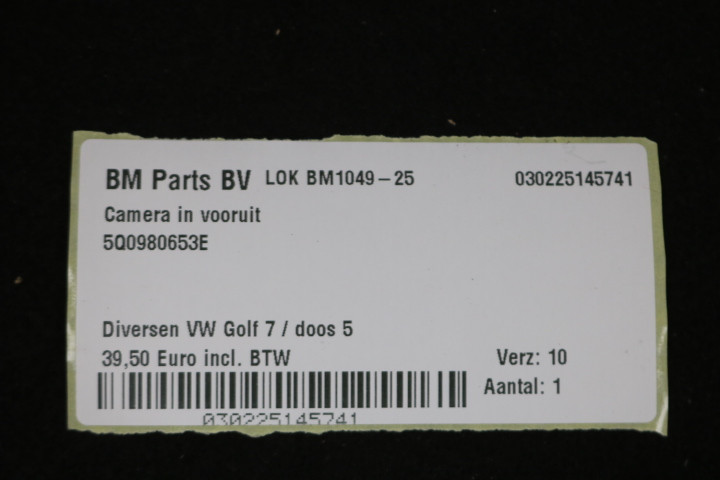 BM Parts BV LOK BM1049-25 030225145741
Camera in vooruit
5Q0980653E
Diversen VW Golf 7 / doos 5
39,50 Euro incl. BTW Verz: 10
Aantal: 1
030225145741